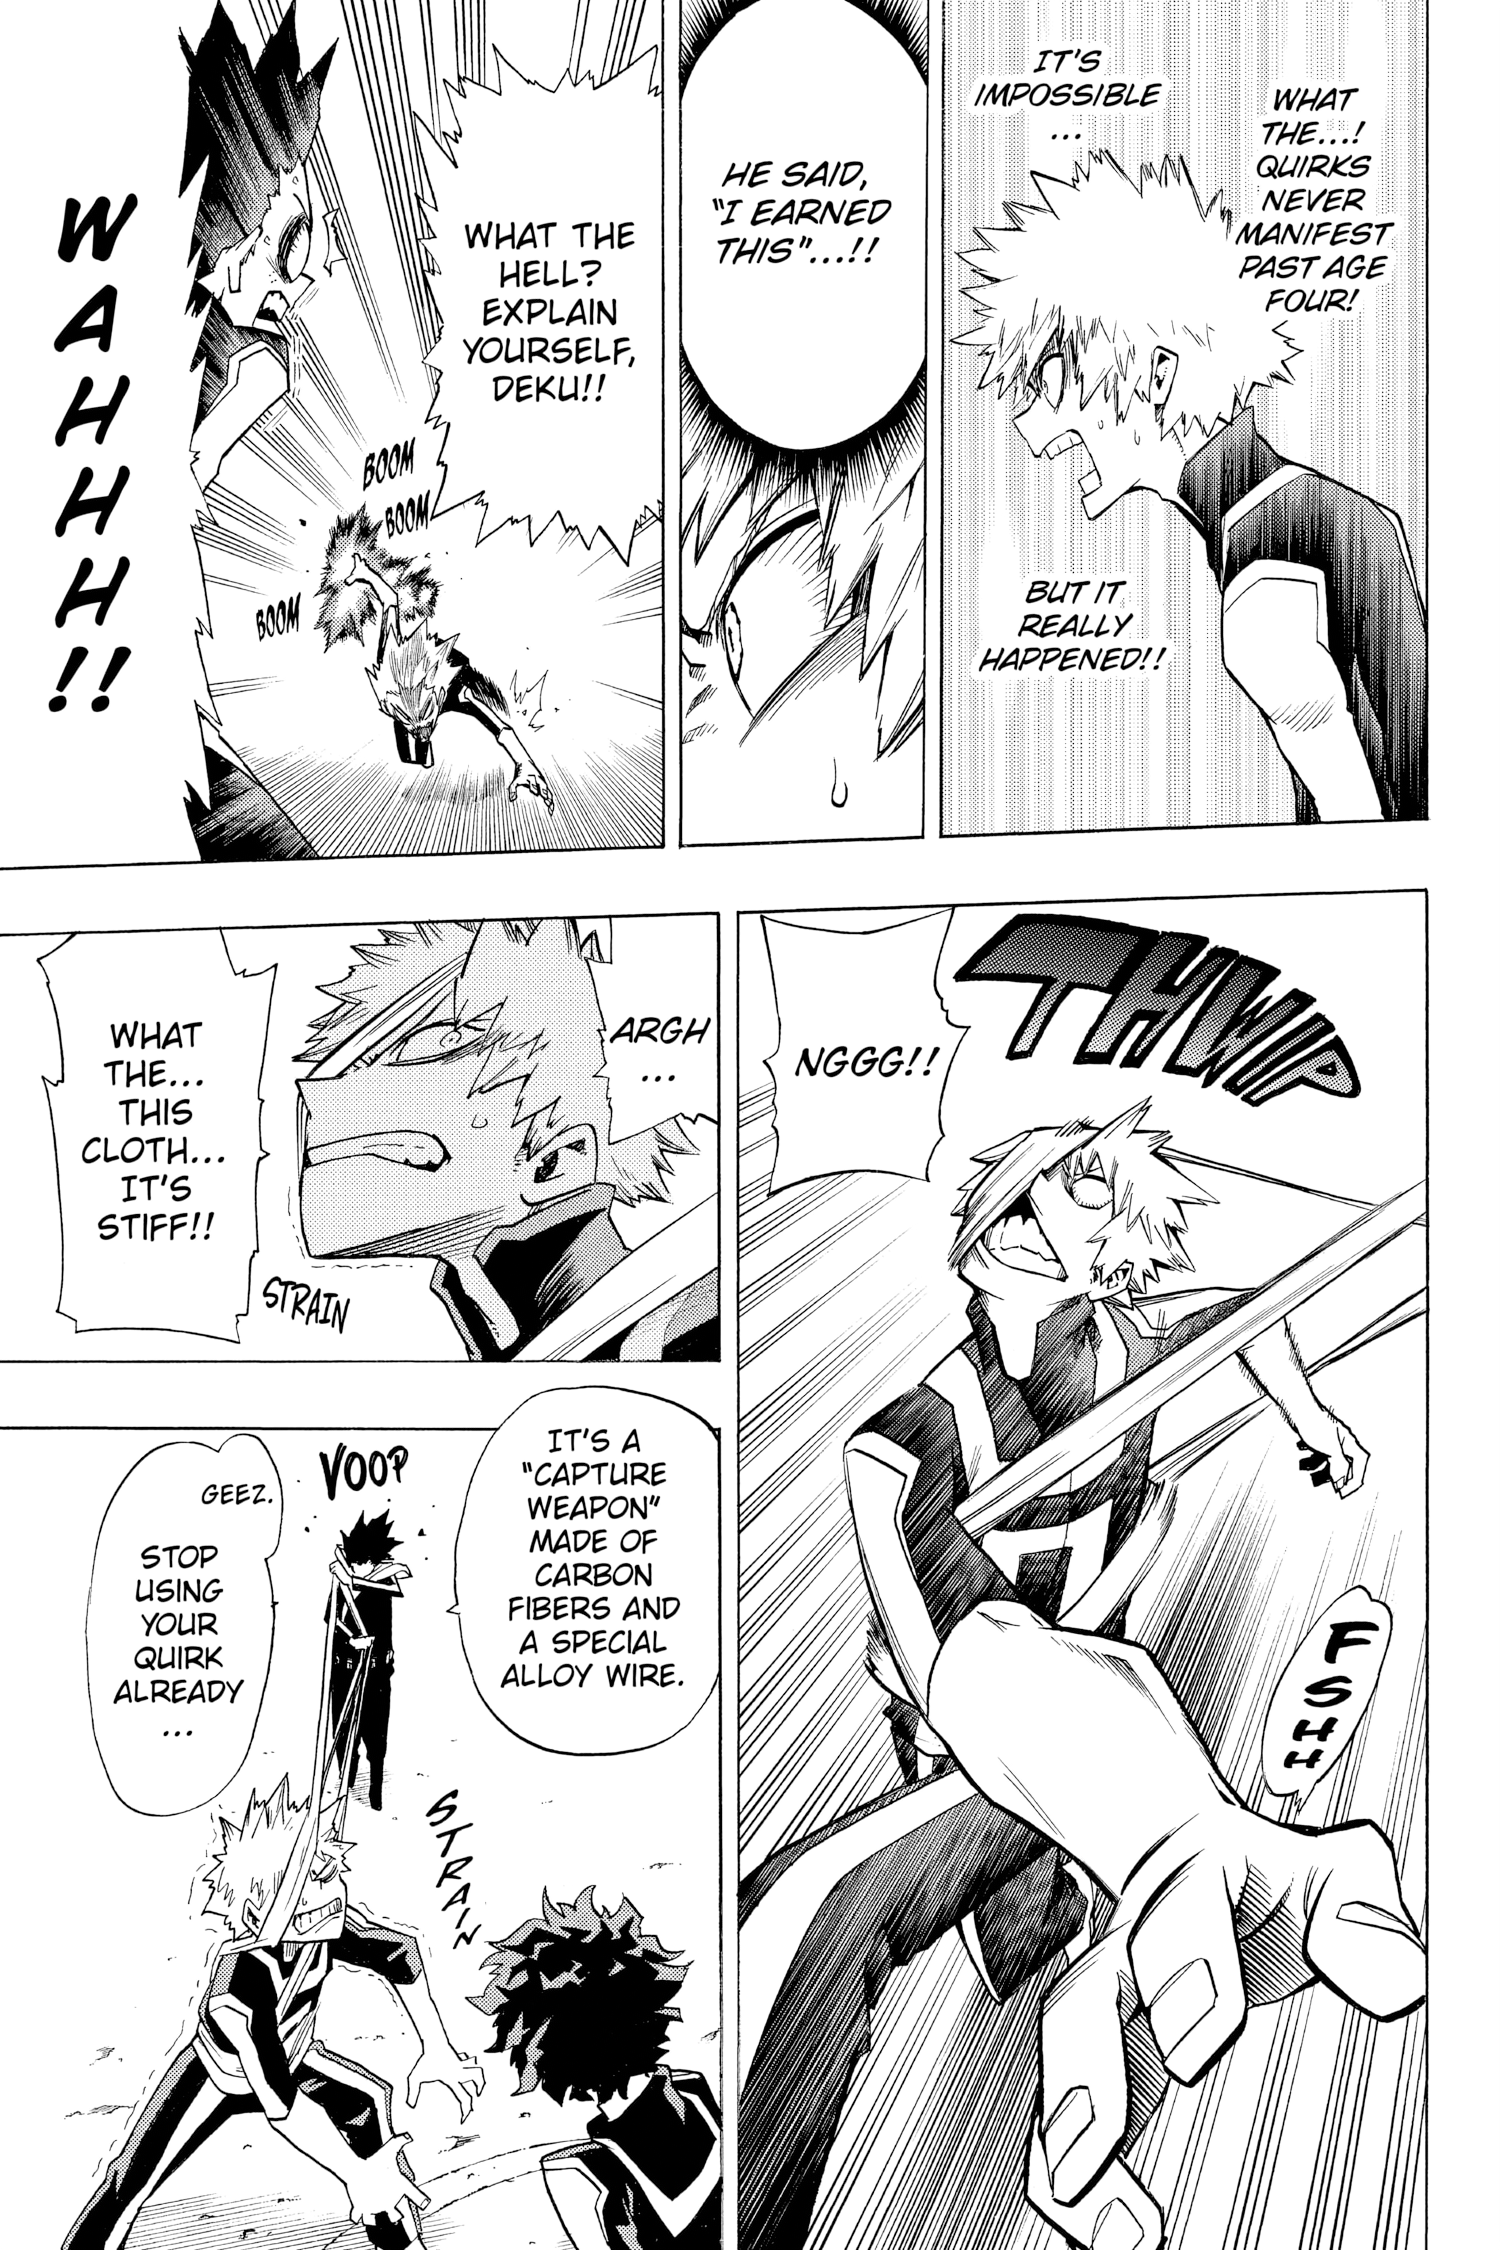 WHAT
THE...!
QUIRKS
NEVER
MANIFEST
PAST AGE
FOUR!
IT'S
IMPOSSIBLE
...
BUT IT
REALLY
HAPPENED!!
HE SAID,
"I EARNED
THIS"...!!
WHAT THE
HELL?
EXPLAIN
YOURSELF,
DEKU!!
BOOM
BOOM
BOOM
WAHHH!!
THWIP
NGGG!!
FSHH
ARGH
...
WHAT
THE...
THIS
CLOTH...
IT'S
STIFF!!
STRAIN
IT'S A
"CAPTURE
WEAPON"
MADE OF
CARBON
FIBERS AND
A SPECIAL
ALLOY WIRE.
VOOP
GEEZ.
STOP
USING
YOUR
QUIRK
ALREADY
...
STRAIN